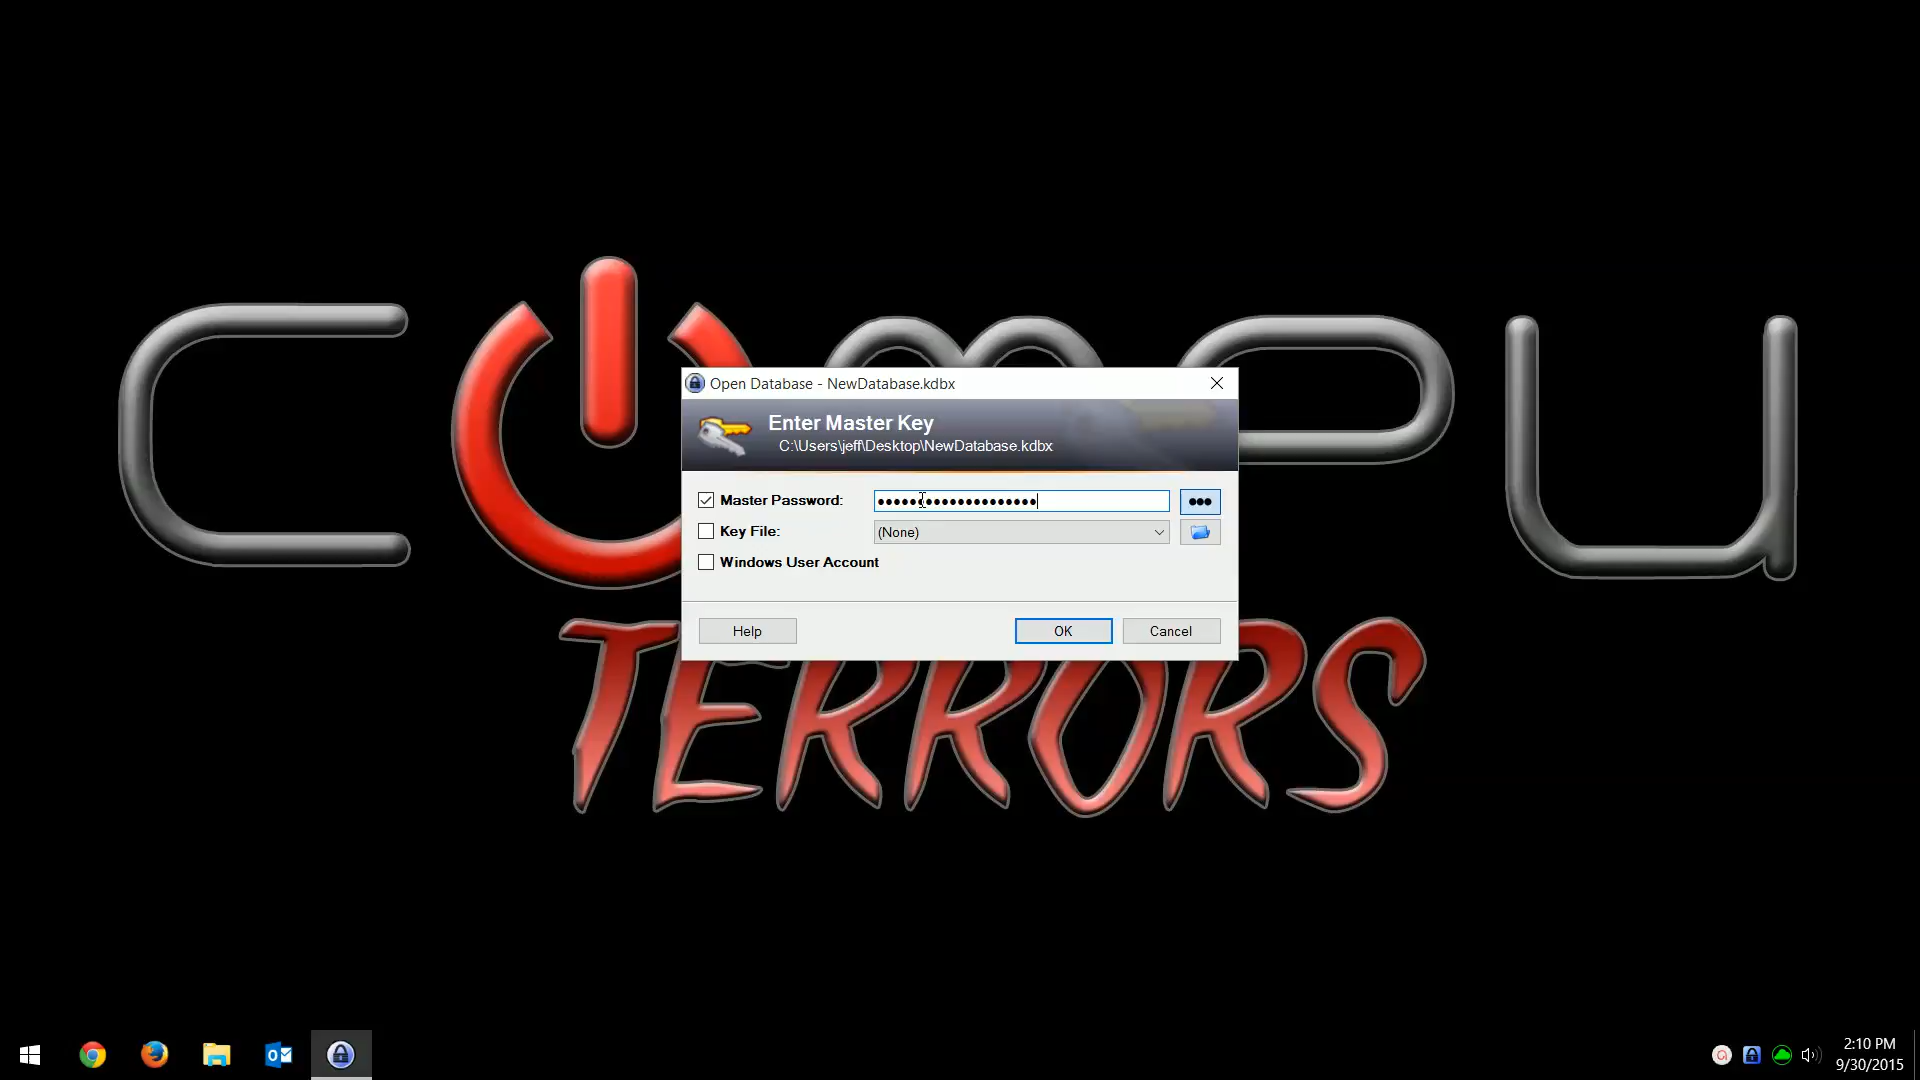 COMPU
TERRORS
Open Database - NewDatabase.kdbx
Enter Master Key
C:\Users\jeff\Desktop\NewDatabase.kdbx
Master Password: ••••••••••••••••••••
Key File: (None)
Windows User Account
Help OK Cancel
2:10 PM
9/30/2015